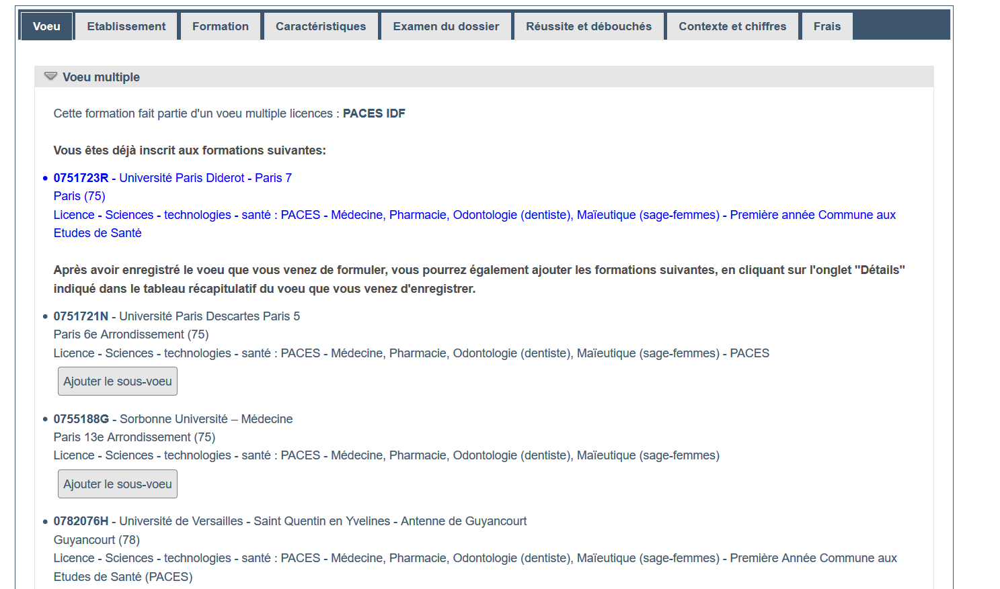 Voeu Etablissement Formation Caractéristiques Examen du dossier Réussite et débouchés Contexte et chiffres Frais
Voeu multiple
Cette formation fait partie d'un voeu multiple licences : PACES IDF
Vous êtes déjà inscrit aux formations suivantes:
• 0751723R - Université Paris Diderot - Paris 7
Paris (75)
Licence - Sciences - technologies - santé : PACES - Médecine, Pharmacie, Odontologie (dentiste), Maïeutique (sage-femmes) - Première année Commune aux
Etudes de Santé
Après avoir enregistré le voeu que vous venez de formuler, vous pourrez également ajouter les formations suivantes, en cliquant sur l'onglet "Détails"
indiqué dans le tableau récapitulatif du voeu que vous venez d'enregistrer.
• 0751721N - Université Paris Descartes Paris 5
Paris 6e Arrondissement (75)
Licence - Sciences - technologies - santé : PACES - Médecine, Pharmacie, Odontologie (dentiste), Maïeutique (sage-femmes) - PACES
Ajouter le sous-voeu
• 0755188G - Sorbonne Université – Médecine
Paris 13e Arrondissement (75)
Licence - Sciences - technologies - santé : PACES - Médecine, Pharmacie, Odontologie (dentiste), Maïeutique (sage-femmes)
Ajouter le sous-voeu
• 0782076H - Université de Versailles - Saint Quentin en Yvelines - Antenne de Guyancourt
Guyancourt (78)
Licence - Sciences - technologies - santé : PACES - Médecine, Pharmacie, Odontologie (dentiste), Maïeutique (sage-femmes) - Première Année Commune aux
Etudes de Santé (PACES)